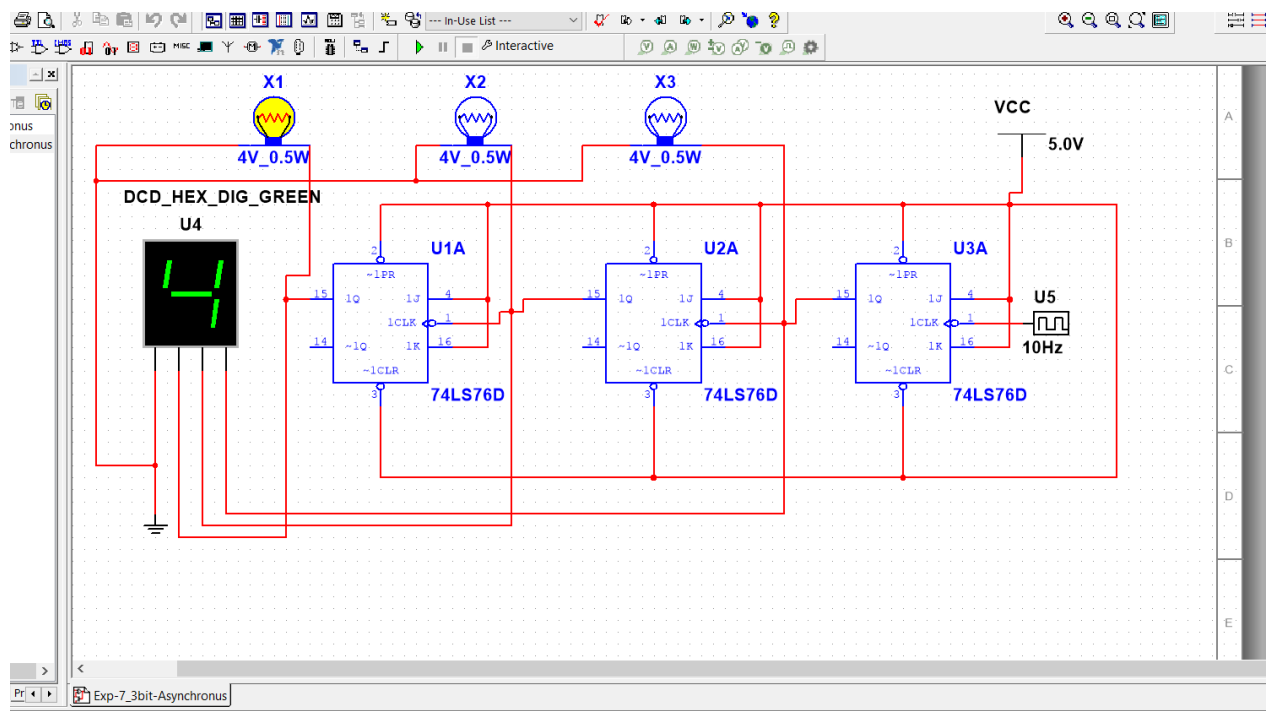 --- In-Use List ---
MISC
Interactive
onus
chronus
X1
X2
X3
VCC
5.0V
4V_0.5W
4V_0.5W
4V_0.5W
DCD_HEX_DIG_GREEN
U4
4
U1A
U2A
U3A
2
2
2
~1PR
~1PR
~1PR
15
1Q
1J
4
15
1Q
1J
4
15
1Q
1J
4
U5
1CLK
1
1CLK
1
1CLK
1
14
~1Q
1K
16
14
~1Q
1K
16
14
~1Q
1K
16
10Hz
~1CLR
~1CLR
~1CLR
3
3
3
74LS76D
74LS76D
74LS76D
A
B
C
D
E
Pr
Exp-7_3bit-Asynchronus